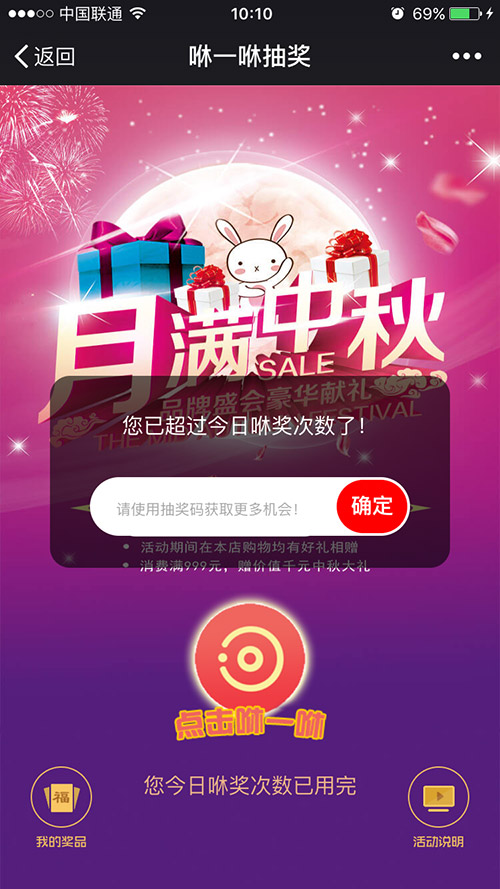 中国联通
10:10
69%
返回
咻一咻抽奖
月满中秋
SALE
品牌盛会豪华献礼
您已超过今日咻奖次数了!
请使用抽奖码获取更多机会!
确定
活动期间在本店购物均有好礼相赠
消费满999元，赠价值千元中秋大礼
点击咻一咻
您今日咻奖次数已用完
福
我的奖品
活动说明